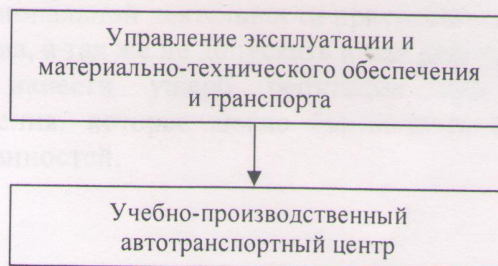 Управление эксплуатации и
материально-технического обеспечения
и транспорта
Учебно-производственный
автотранспортный центр